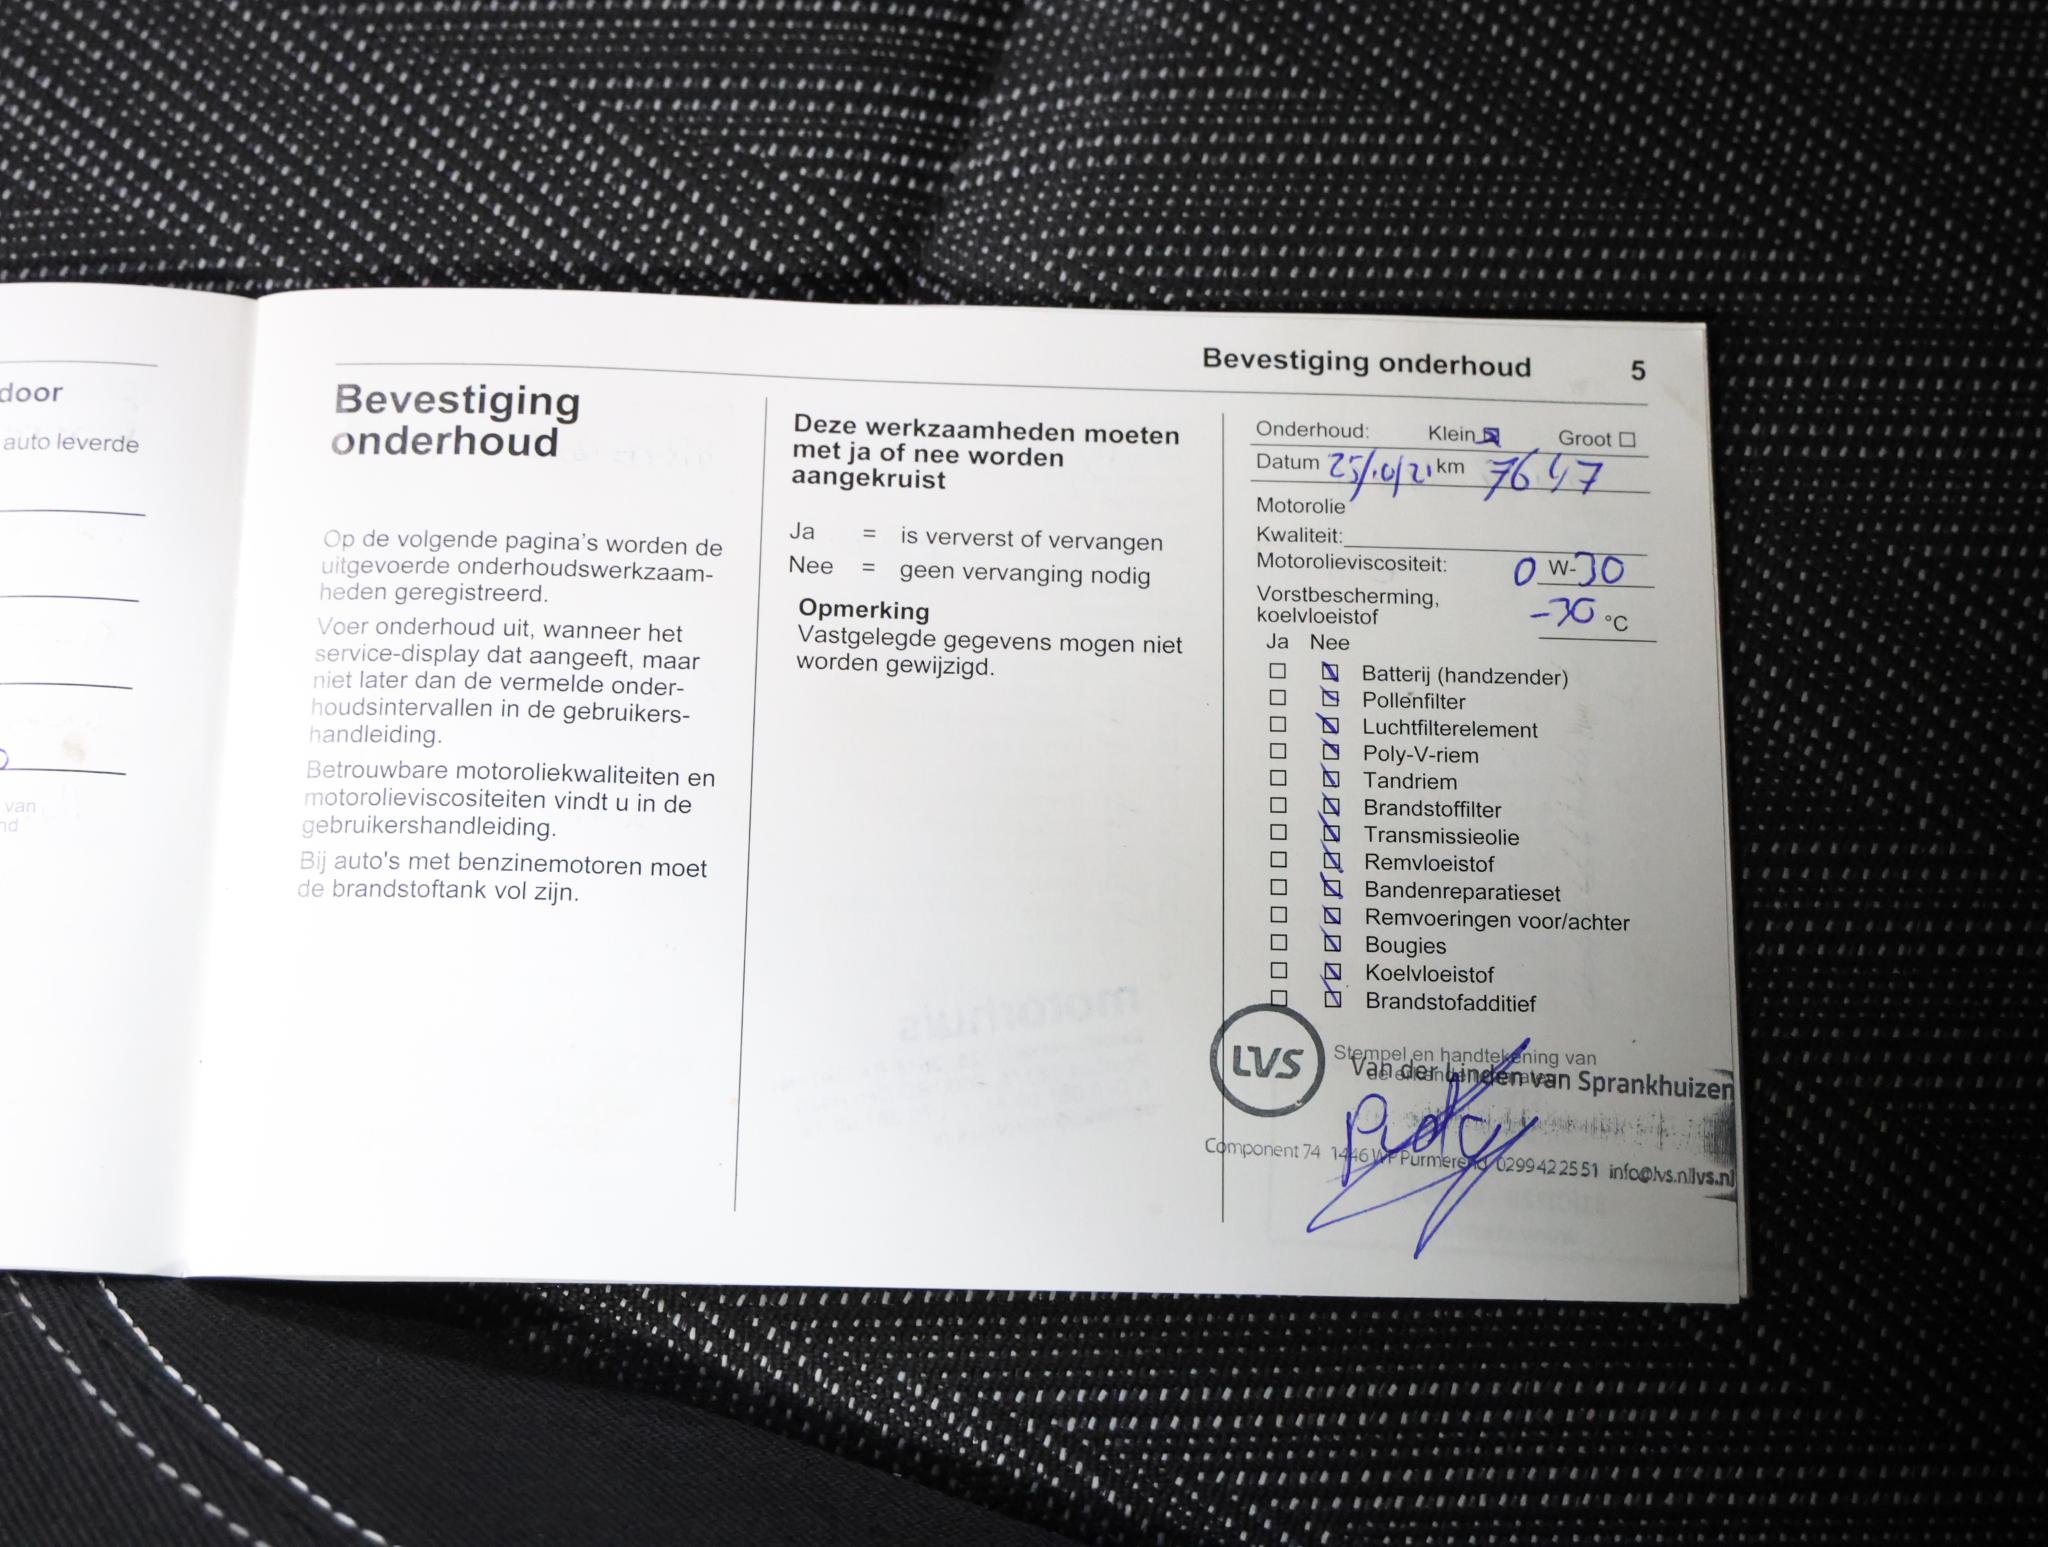 door
auto leverde
van
nd
Bevestiging onderhoud 5
Bevestiging
onderhoud
Op de volgende pagina's worden de
uitgevoerde onderhoudswerkzaam-
heden geregistreerd.
Voer onderhoud uit, wanneer het
service-display dat aangeeft, maar
niet later dan de vermelde onder-
houdsintervallen in de gebruikers-
handleiding.
Betrouwbare motoroliekwaliteiten en
motorolieviscositeiten vindt u in de
gebruikershandleiding.
Bij auto's met benzinemotoren moet
de brandstoftank vol zijn.
Deze werkzaamheden moeten
met ja of nee worden
aangekruist
Ja = is ververst of vervangen
Nee = geen vervanging nodig
Opmerking
Vastgelegde gegevens mogen niet
worden gewijzigd.
Onderhoud: Klein Groot
Datum 25/10/21 km 7647
Motorolie
Kwaliteit:
Motorolieviscositeit: 0 W-30
Vorstbescherming,
koelvloeistof -30 °C
Ja Nee
Batterij (handzender)
Pollenfilter
Luchtfilterelement
Poly-V-riem
Tandriem
Brandstoffilter
Transmissieolie
Remvloeistof
Bandenreparatieset
Remvoeringen voor/achter
Bougies
Koelvloeistof
Brandstofadditief
LVS
Stempel en handtekening van
Van der Linden van Sprankhuizen
Component 74 1446 WP Purmerend 0299422551 info@lvs.nl lvs.nl